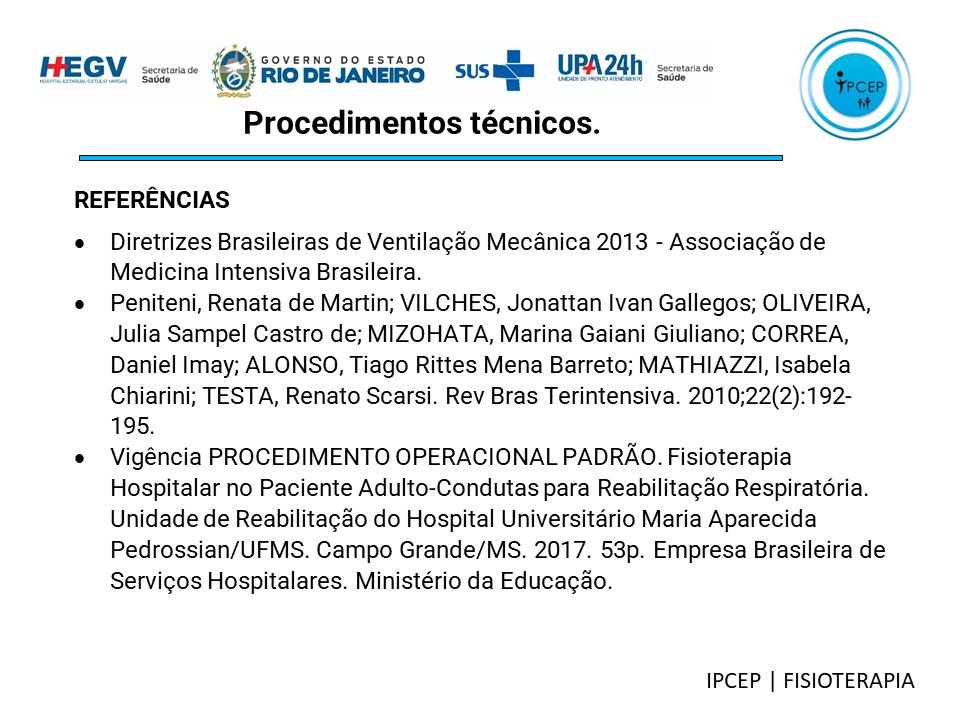 HEGV
HOSPITAL ESTADUAL GETÚLIO VARGAS
Secretaria de
Saúde
GOVERNO DO ESTADO
RIO DE JANEIRO
SUS
UPA 24h
UNIDADE DE PRONTO ATENDIMENTO
Secretaria de
Saúde
IPCEP
Procedimentos técnicos.
REFERÊNCIAS
• Diretrizes Brasileiras de Ventilação Mecânica 2013 - Associação de
Medicina Intensiva Brasileira.
• Peniteni, Renata de Martin; VILCHES, Jonattan Ivan Gallegos; OLIVEIRA,
Julia Sampel Castro de; MIZOHATA, Marina Gaiani Giuliano; CORREA,
Daniel Imay; ALONSO, Tiago Rittes Mena Barreto; MATHIAZZI, Isabela
Chiarini; TESTA, Renato Scarsi. Rev Bras Terintensiva. 2010;22(2):192-
195.
• Vigência PROCEDIMENTO OPERACIONAL PADRÃO. Fisioterapia
Hospitalar no Paciente Adulto-Condutas para Reabilitação Respiratória.
Unidade de Reabilitação do Hospital Universitário Maria Aparecida
Pedrossian/UFMS. Campo Grande/MS. 2017. 53p. Empresa Brasileira de
Serviços Hospitalares. Ministério da Educação.
IPCEP | FISIOTERAPIA